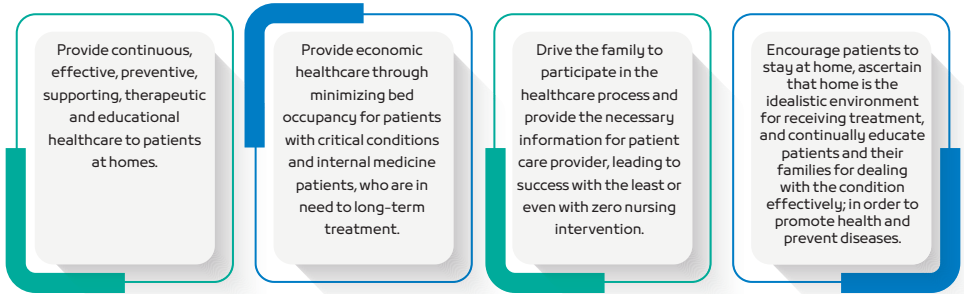 Provide continuous,
effective, preventive,
supporting, therapeutic
and educational
healthcare to patients
at homes.
Provide economic
healthcare through
minimizing bed
occupancy for patients
with critical conditions
and internal medicine
patients, who are in
need to long-term
treatment.
Drive the family to
participate in the
healthcare process and
provide the necessary
information for patient
care provider, leading to
success with the least or
even with zero nursing
intervention.
Encourage patients to
stay at home, ascertain
that home is the
idealistic environment
for receiving treatment,
and continually educate
patients and their
families for dealing
with the condition
effectively; in order to
promote health and
prevent diseases.